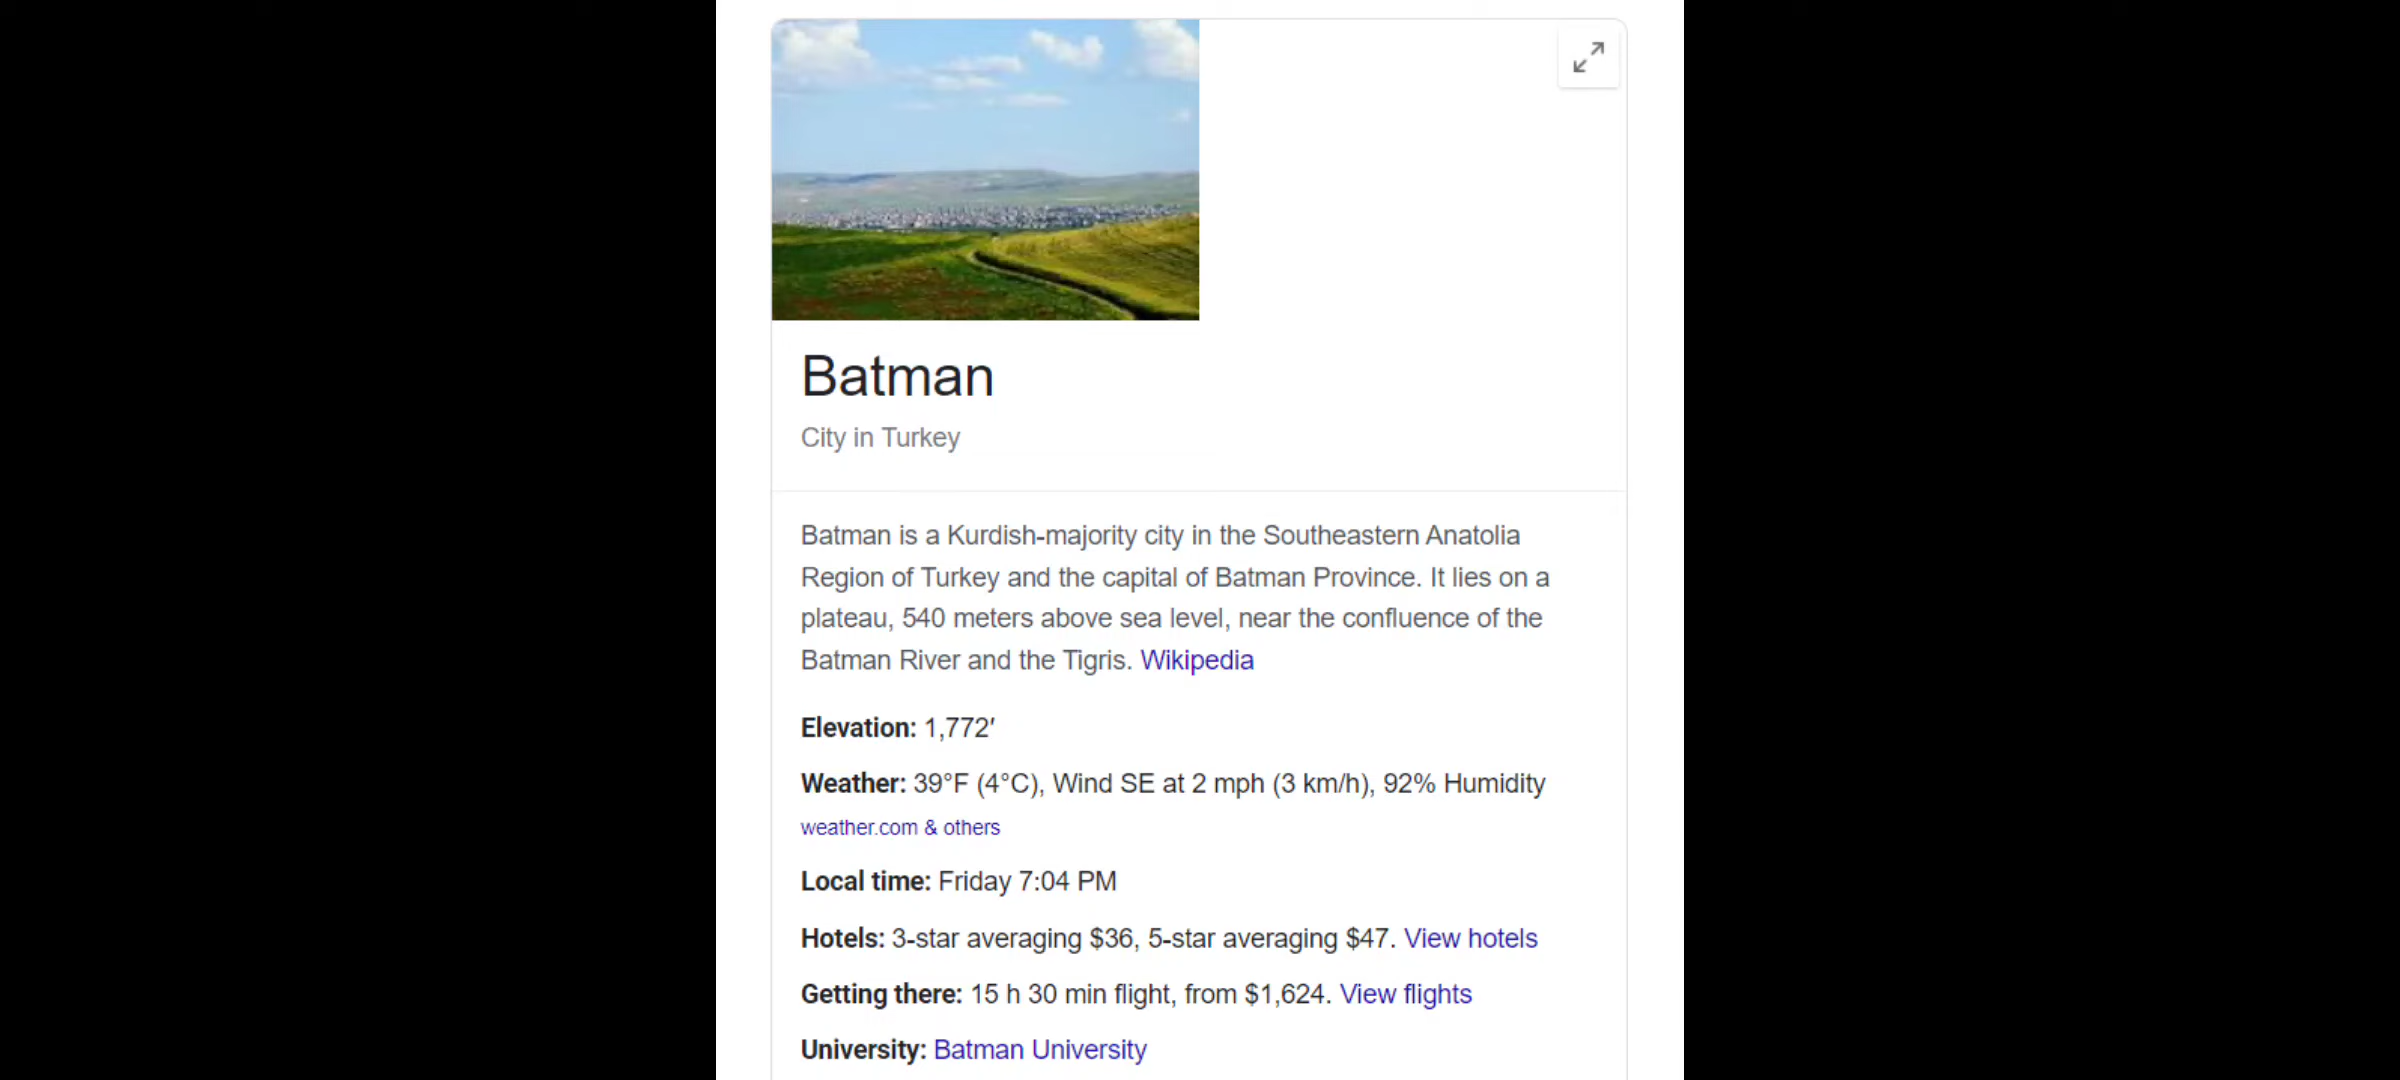 Batman
City in Turkey
Batman is a Kurdish-majority city in the Southeastern Anatolia
Region of Turkey and the capital of Batman Province. It lies on a
plateau, 540 meters above sea level, near the confluence of the
Batman River and the Tigris. Wikipedia
Elevation: 1,772′
Weather: 39°F (4°C), Wind SE at 2 mph (3 km/h), 92% Humidity
weather.com & others
Local time: Friday 7:04 PM
Hotels: 3-star averaging $36, 5-star averaging $47. View hotels
Getting there: 15 h 30 min flight, from $1,624. View flights
University: Batman University